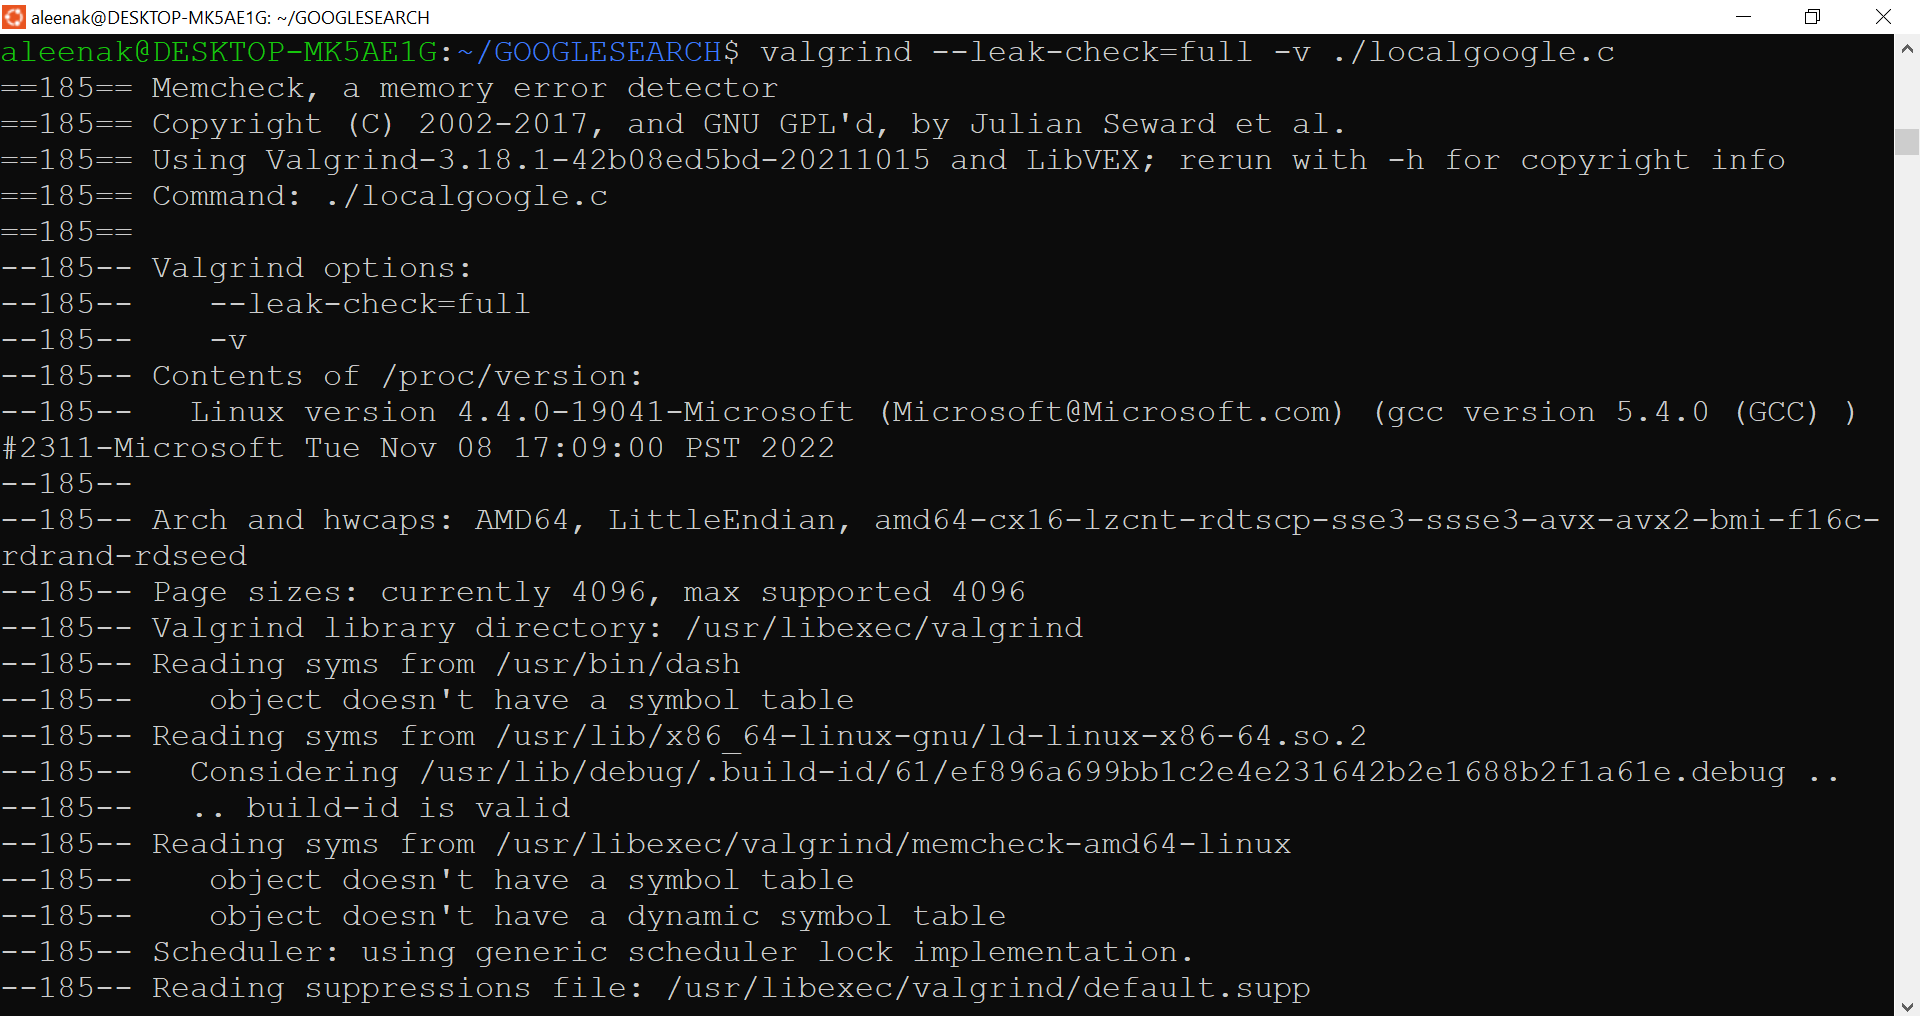 aleenak@DESKTOP-MK5AE1G: ~/GOOGLESEARCH
aleenak@DESKTOP-MK5AE1G:~/GOOGLESEARCH$ valgrind --leak-check=full -v ./localgoogle.c
==185== Memcheck, a memory error detector
==185== Copyright (C) 2002-2017, and GNU GPL'd, by Julian Seward et al.
==185== Using Valgrind-3.18.1-42b08ed5bd-20211015 and LibVEX; rerun with -h for copyright info
==185== Command: ./localgoogle.c
==185==
--185-- Valgrind options:
--185--    --leak-check=full
--185--    -v
--185-- Contents of /proc/version:
--185--   Linux version 4.4.0-19041-Microsoft (Microsoft@Microsoft.com) (gcc version 5.4.0 (GCC) )
#2311-Microsoft Tue Nov 08 17:09:00 PST 2022
--185--
--185-- Arch and hwcaps: AMD64, LittleEndian, amd64-cx16-lzcnt-rdtscp-sse3-ssse3-avx-avx2-bmi-f16c-
rdrand-rdseed
--185-- Page sizes: currently 4096, max supported 4096
--185-- Valgrind library directory: /usr/libexec/valgrind
--185-- Reading syms from /usr/bin/dash
--185--    object doesn't have a symbol table
--185-- Reading syms from /usr/lib/x86_64-linux-gnu/ld-linux-x86-64.so.2
--185--   Considering /usr/lib/debug/.build-id/61/ef896a699bb1c2e4e231642b2e1688b2f1a61e.debug ..
--185--   .. build-id is valid
--185-- Reading syms from /usr/libexec/valgrind/memcheck-amd64-linux
--185--    object doesn't have a symbol table
--185--    object doesn't have a dynamic symbol table
--185-- Scheduler: using generic scheduler lock implementation.
--185-- Reading suppressions file: /usr/libexec/valgrind/default.supp